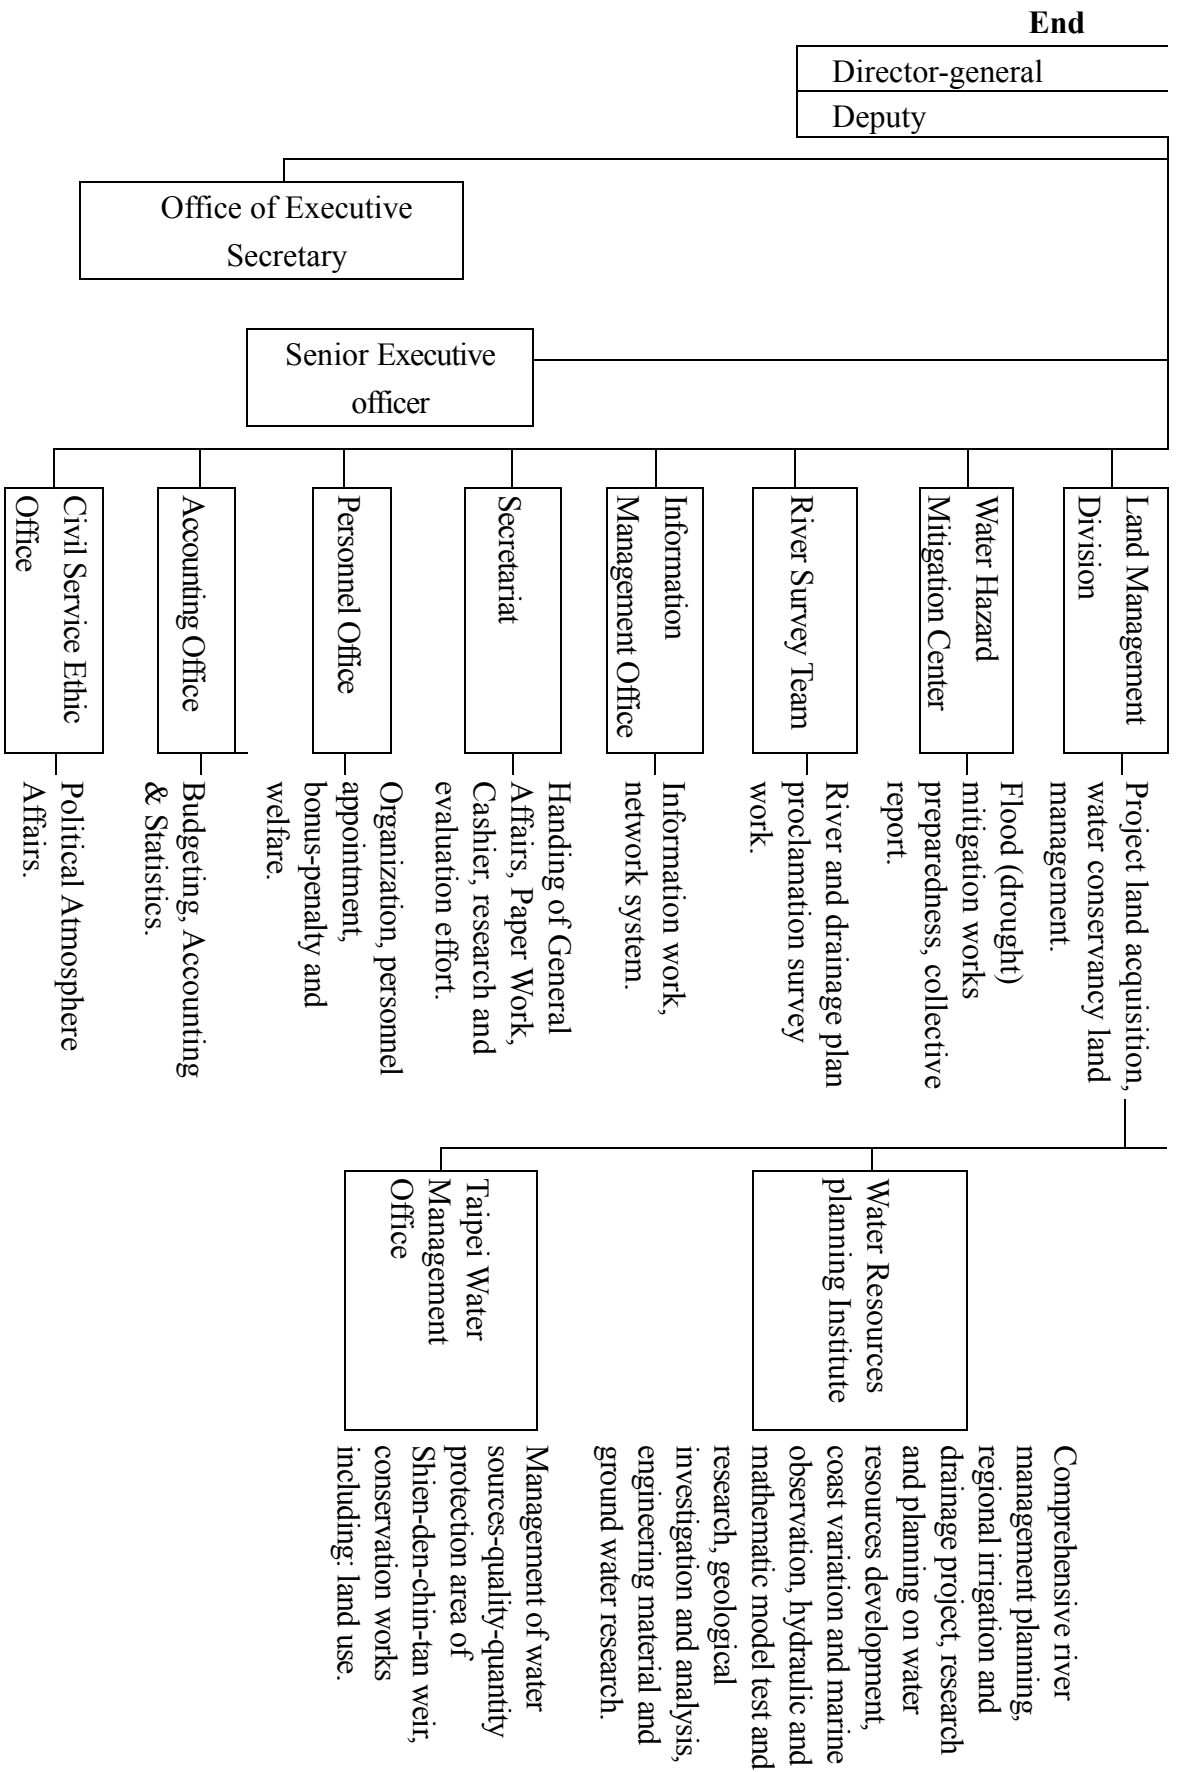 End
Director-general
Deputy
Office of Executive
Secretary
Senior Executive
officer
Land Management
Division
Project land acquisition,
water conservancy land
management.
Water Hazard
Mitigation Center
Flood (drought)
mitigation works
preparedness, collective
report.
River Survey Team
River and drainage plan
proclamation survey
work.
Information
Management Office
Information work,
network system.
Secretariat
Handing of General
Affairs, Paper Work,
Cashier, research and
evaluation effort.
Personnel Office
Organization, personnel
appointment,
bonus-penalty and
welfare.
Accounting Office
Budgeting, Accounting
& Statistics.
Civil Service Ethic
Office
Political Atmosphere
Affairs.
Water Resources
planning Institute
Comprehensive river
management planning,
regional irrigation and
drainage project, research
and planning on water
resources development,
coast variation and marine
observation, hydraulic and
mathematic model test and
research, geological
investigation and analysis,
engineering material and
ground water research.
Taipei Water
Management
Office
Management of water
sources-quality-quantity
protection area of
Shien-den-chin-tan weir,
conservation works
including: land use.